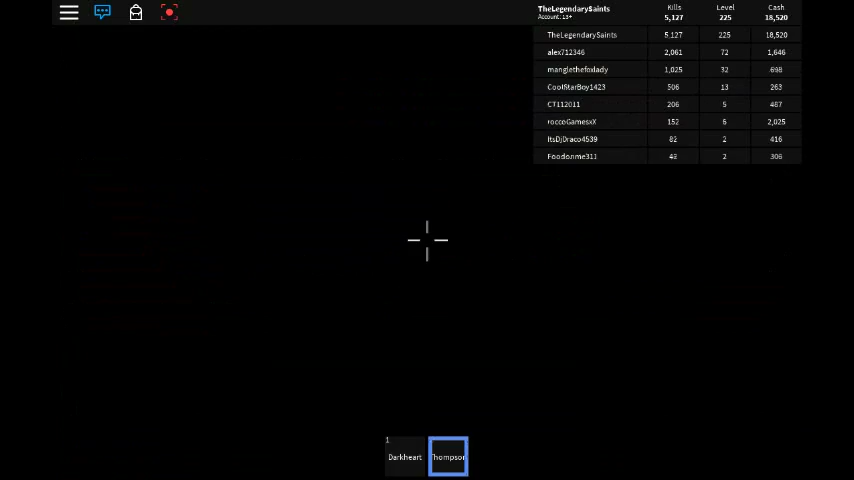 TheLegendarySaints Kills Level Cash
Account: 13+ 5,127 225 18,520
TheLegendarySaints 5,127 225 18,520
alex712346 2,061 72 1,646
manglethefoxlady 1,025 32 698
CoolStarBoy1423 506 13 263
CT112011 206 5 487
roccoGamesxX 152 6 2,025
ItsDjDraco4539 82 2 416
2 306
1
Darkheart Thompson